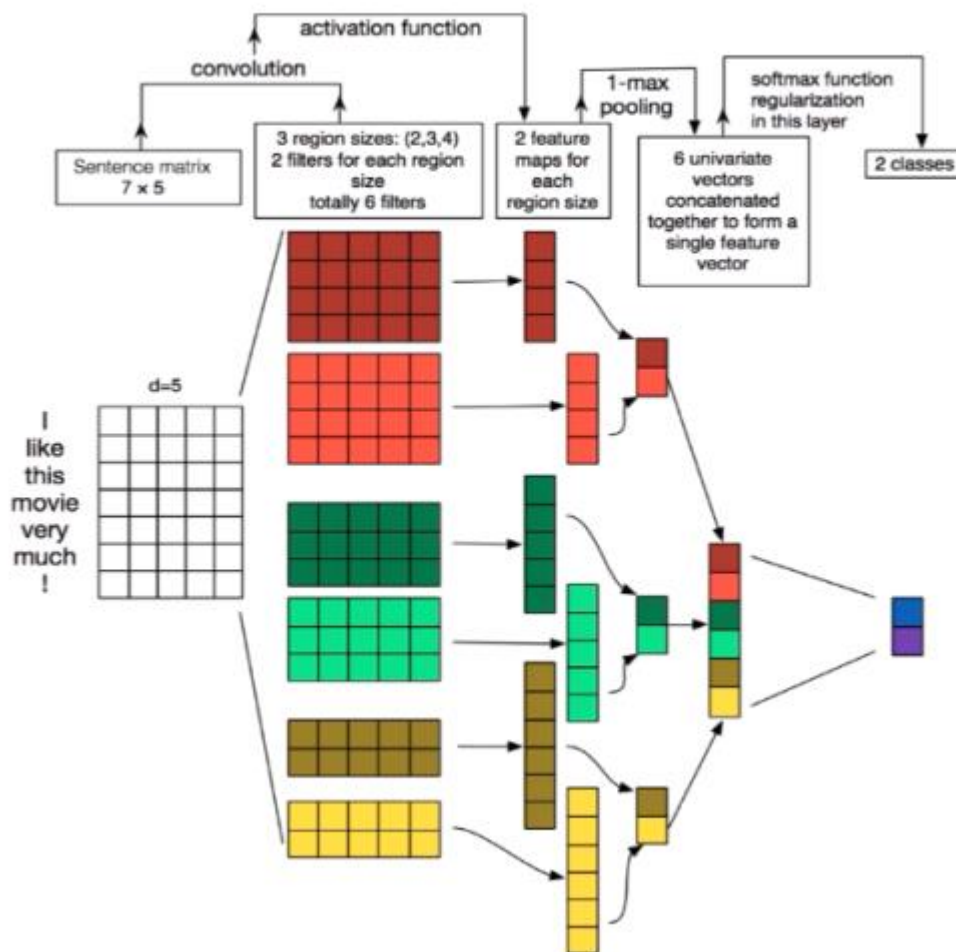 activation function
convolution
1-max
pooling
softmax function
regularization
in this layer
Sentence matrix
7 × 5
3 region sizes: (2,3,4)
2 filters for each region
size
totally 6 filters
2 feature
maps for
each
region size
6 univariate
vectors
concatenated
together to form a
single feature
vector
2 classes
d=5
I
like
this
movie
very
much
!